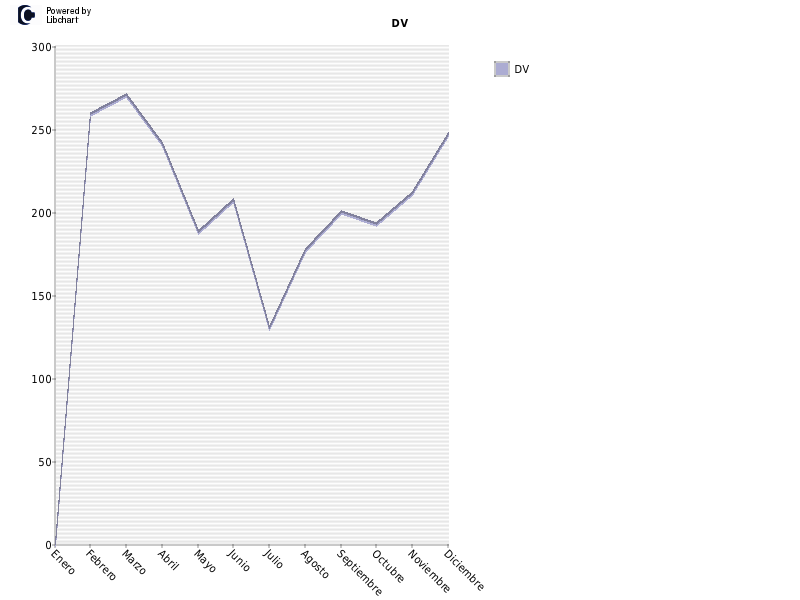 Powered by
Libchart
DV
300
250
200
150
100
50
0
DV
Enero
Febrero
Marzo
Abril
Mayo
Junio
Julio
Agosto
Septiembre
Octubre
Noviembre
Diciembre